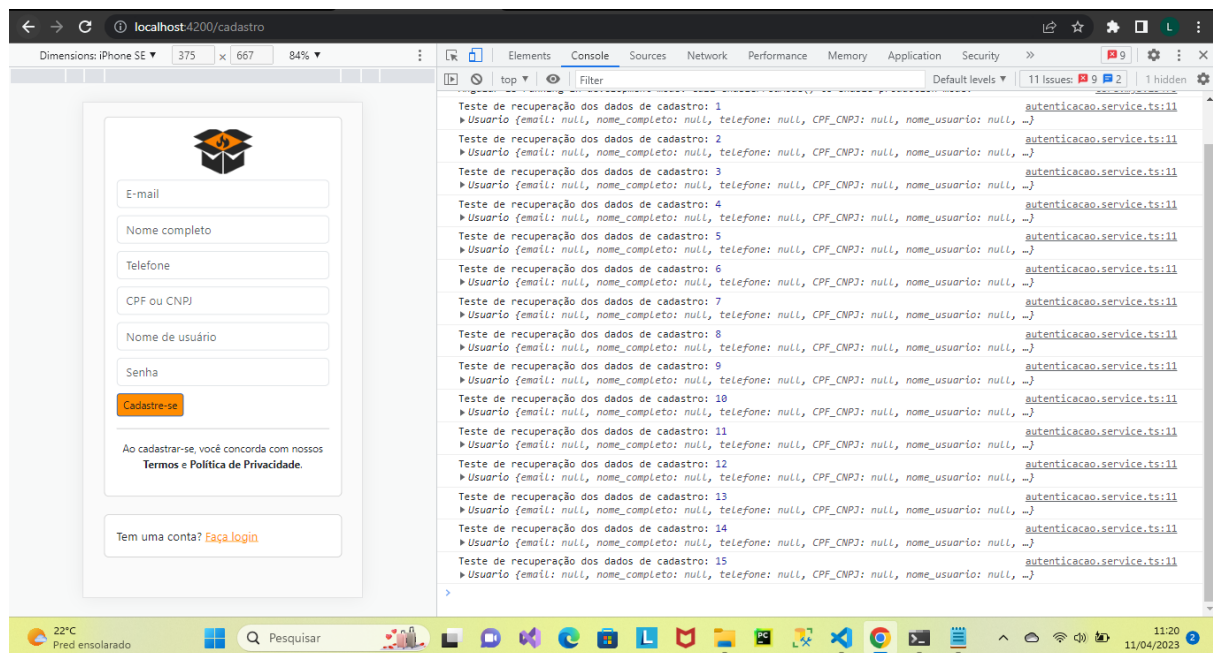 localhost:4200/cadastro
L
Dimensions: iPhone SE ▼ 375 × 667 84% ▼
Elements Console Sources Network Performance Memory Application Security » 9
top ▼ Filter Default levels ▼ 11 Issues: 9 2 1 hidden
Teste de recuperação dos dados de cadastro: 1 autenticacao.service.ts:11
Usuario {email: null, nome_completo: null, telefone: null, CPF_CNPJ: null, nome_usuario: null, …}
Teste de recuperação dos dados de cadastro: 2 autenticacao.service.ts:11
Usuario {email: null, nome_completo: null, telefone: null, CPF_CNPJ: null, nome_usuario: null, …}
Teste de recuperação dos dados de cadastro: 3 autenticacao.service.ts:11
Usuario {email: null, nome_completo: null, telefone: null, CPF_CNPJ: null, nome_usuario: null, …}
Teste de recuperação dos dados de cadastro: 4 autenticacao.service.ts:11
Usuario {email: null, nome_completo: null, telefone: null, CPF_CNPJ: null, nome_usuario: null, …}
Teste de recuperação dos dados de cadastro: 5 autenticacao.service.ts:11
Usuario {email: null, nome_completo: null, telefone: null, CPF_CNPJ: null, nome_usuario: null, …}
Teste de recuperação dos dados de cadastro: 6 autenticacao.service.ts:11
Usuario {email: null, nome_completo: null, telefone: null, CPF_CNPJ: null, nome_usuario: null, …}
Teste de recuperação dos dados de cadastro: 7 autenticacao.service.ts:11
Usuario {email: null, nome_completo: null, telefone: null, CPF_CNPJ: null, nome_usuario: null, …}
Teste de recuperação dos dados de cadastro: 8 autenticacao.service.ts:11
Usuario {email: null, nome_completo: null, telefone: null, CPF_CNPJ: null, nome_usuario: null, …}
Teste de recuperação dos dados de cadastro: 9 autenticacao.service.ts:11
Usuario {email: null, nome_completo: null, telefone: null, CPF_CNPJ: null, nome_usuario: null, …}
Teste de recuperação dos dados de cadastro: 10 autenticacao.service.ts:11
Usuario {email: null, nome_completo: null, telefone: null, CPF_CNPJ: null, nome_usuario: null, …}
Teste de recuperação dos dados de cadastro: 11 autenticacao.service.ts:11
Usuario {email: null, nome_completo: null, telefone: null, CPF_CNPJ: null, nome_usuario: null, …}
Teste de recuperação dos dados de cadastro: 12 autenticacao.service.ts:11
Usuario {email: null, nome_completo: null, telefone: null, CPF_CNPJ: null, nome_usuario: null, …}
Teste de recuperação dos dados de cadastro: 13 autenticacao.service.ts:11
Usuario {email: null, nome_completo: null, telefone: null, CPF_CNPJ: null, nome_usuario: null, …}
Teste de recuperação dos dados de cadastro: 14 autenticacao.service.ts:11
Usuario {email: null, nome_completo: null, telefone: null, CPF_CNPJ: null, nome_usuario: null, …}
Teste de recuperação dos dados de cadastro: 15 autenticacao.service.ts:11
Usuario {email: null, nome_completo: null, telefone: null, CPF_CNPJ: null, nome_usuario: null, …}
E-mail
Nome completo
Telefone
CPF ou CNPJ
Nome de usuário
Senha
Cadastre-se
Ao cadastrar-se, você concorda com nossos
Termos e Política de Privacidade.
Tem uma conta? Faça login
22°C
Pred ensolarado
Pesquisar
L
PC
11:20
11/04/2023
2